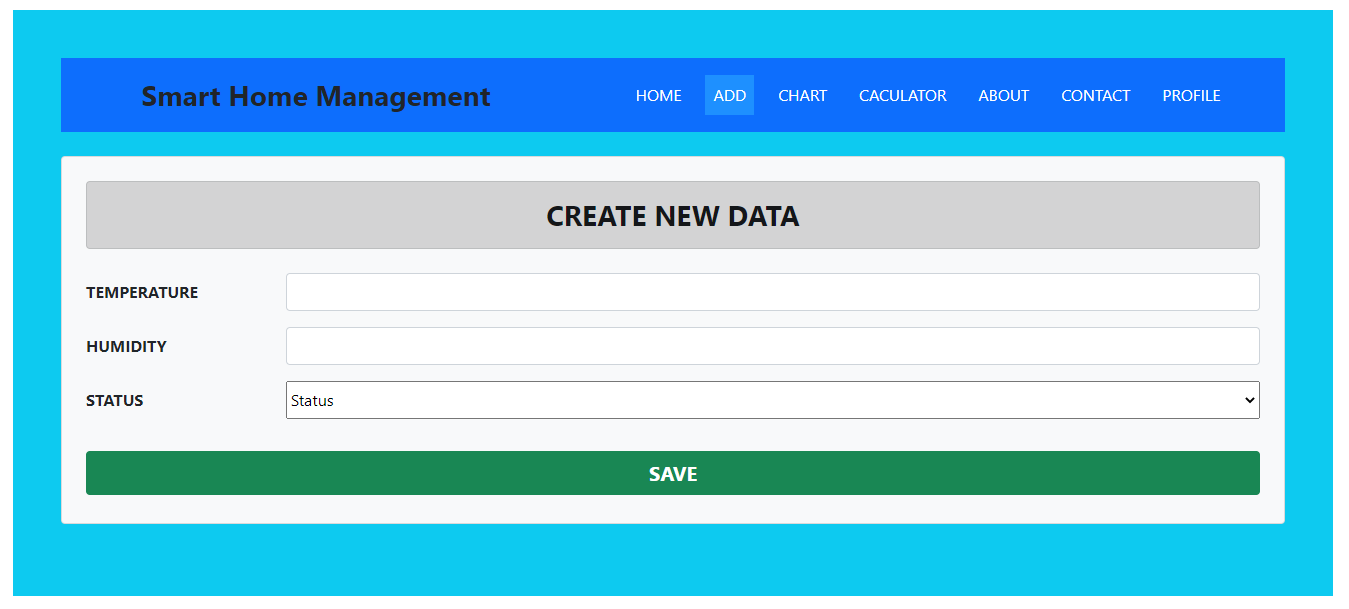 Smart Home Management HOME ADD CHART CACULATOR ABOUT CONTACT PROFILE
CREATE NEW DATA
TEMPERATURE
HUMIDITY
STATUS Status
SAVE